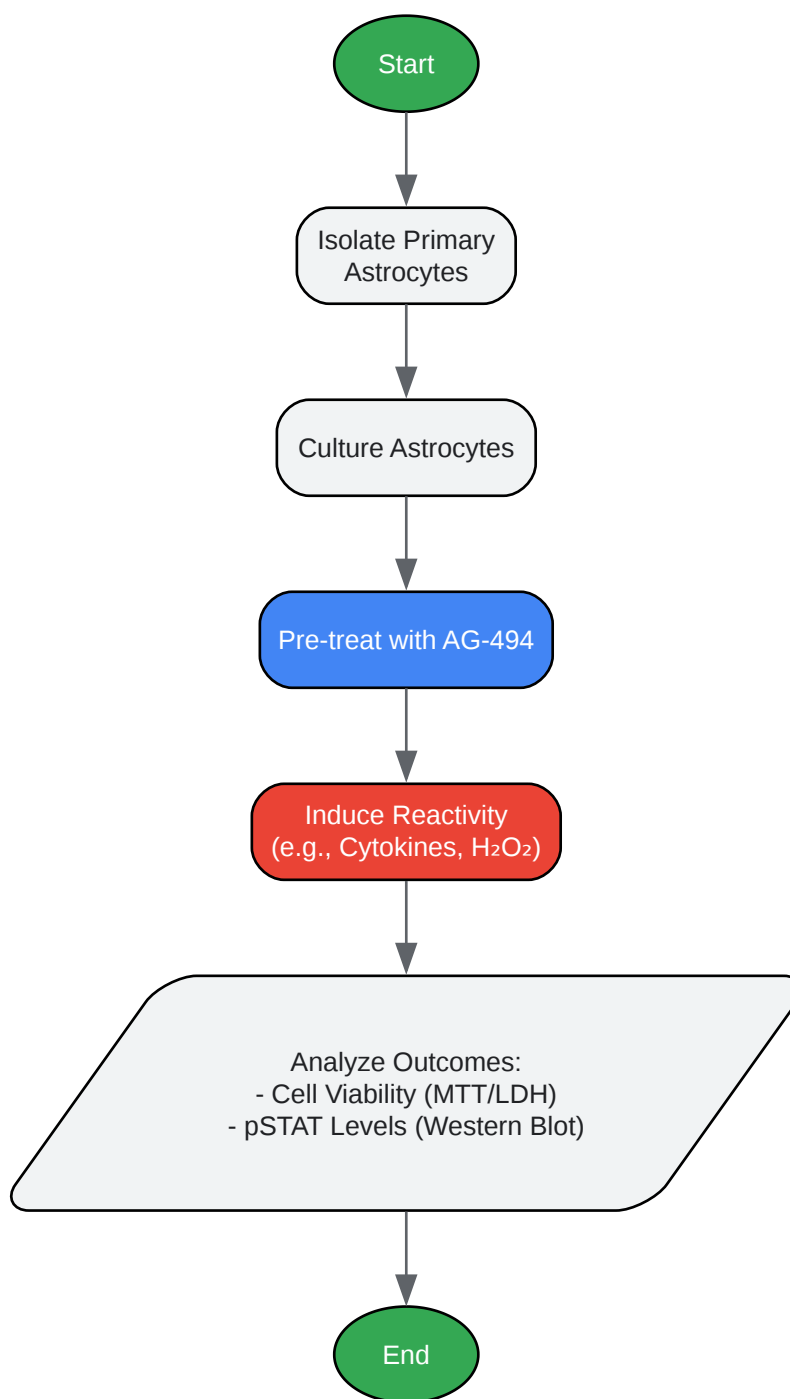 Start
Isolate Primary
Astrocytes
Culture Astrocytes
Pre-treat with AG-494
Induce Reactivity
(e.g., Cytokines, H₂O₂)
Analyze Outcomes:
- Cell Viability (MTT/LDH)
- pSTAT Levels (Western Blot)
End